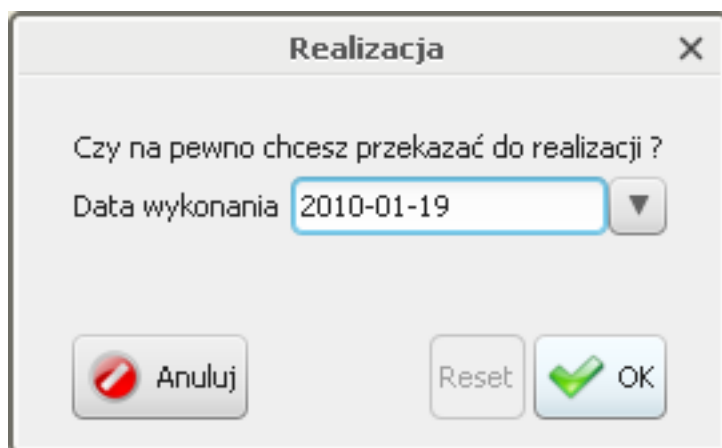 Realizacja
Czy na pewno chcesz przekazać do realizacji ?
Data wykonania 2010-01-19
Anuluj Reset OK